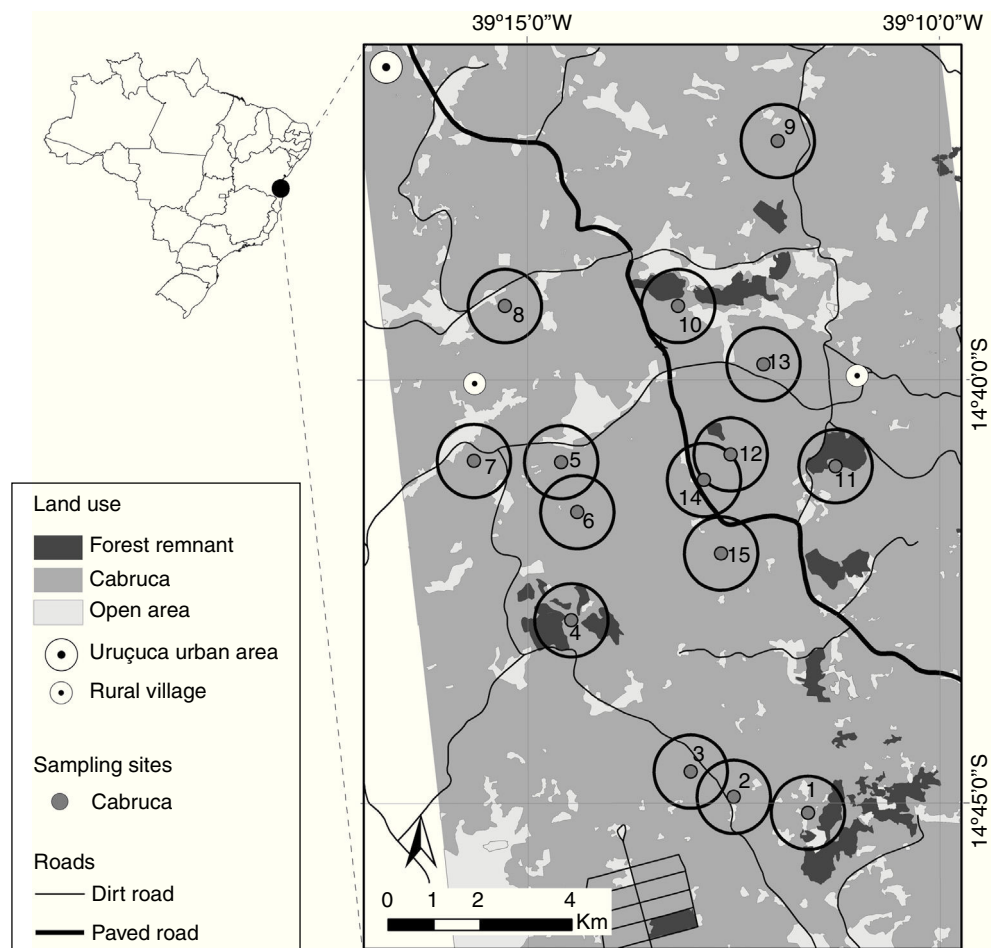 39°15'0"W
39°10'0"W
9
8
10
13
14°40'0"S
7
5
12
14
11
6
15
4
3
2
1
14°45'0"S
Land use
Forest remnant
Cabruca
Open area
Uruçuca urban area
Rural village
Sampling sites
Cabruca
Roads
Dirt road
Paved road
0 1 2 4
Km